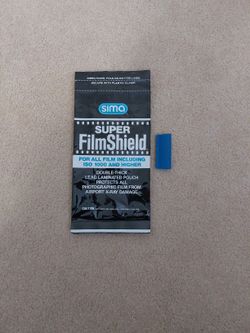 sima
SUPER
FilmShield
FOR ALL FILM INCLUDING
ISO 1000 AND HIGHER
DOUBLE-THICK
LEAD LAMINATED POUCH
PROTECTS ALL
PHOTOGRAPHIC FILM FROM
AIRPORT X-RAY DAMAGE